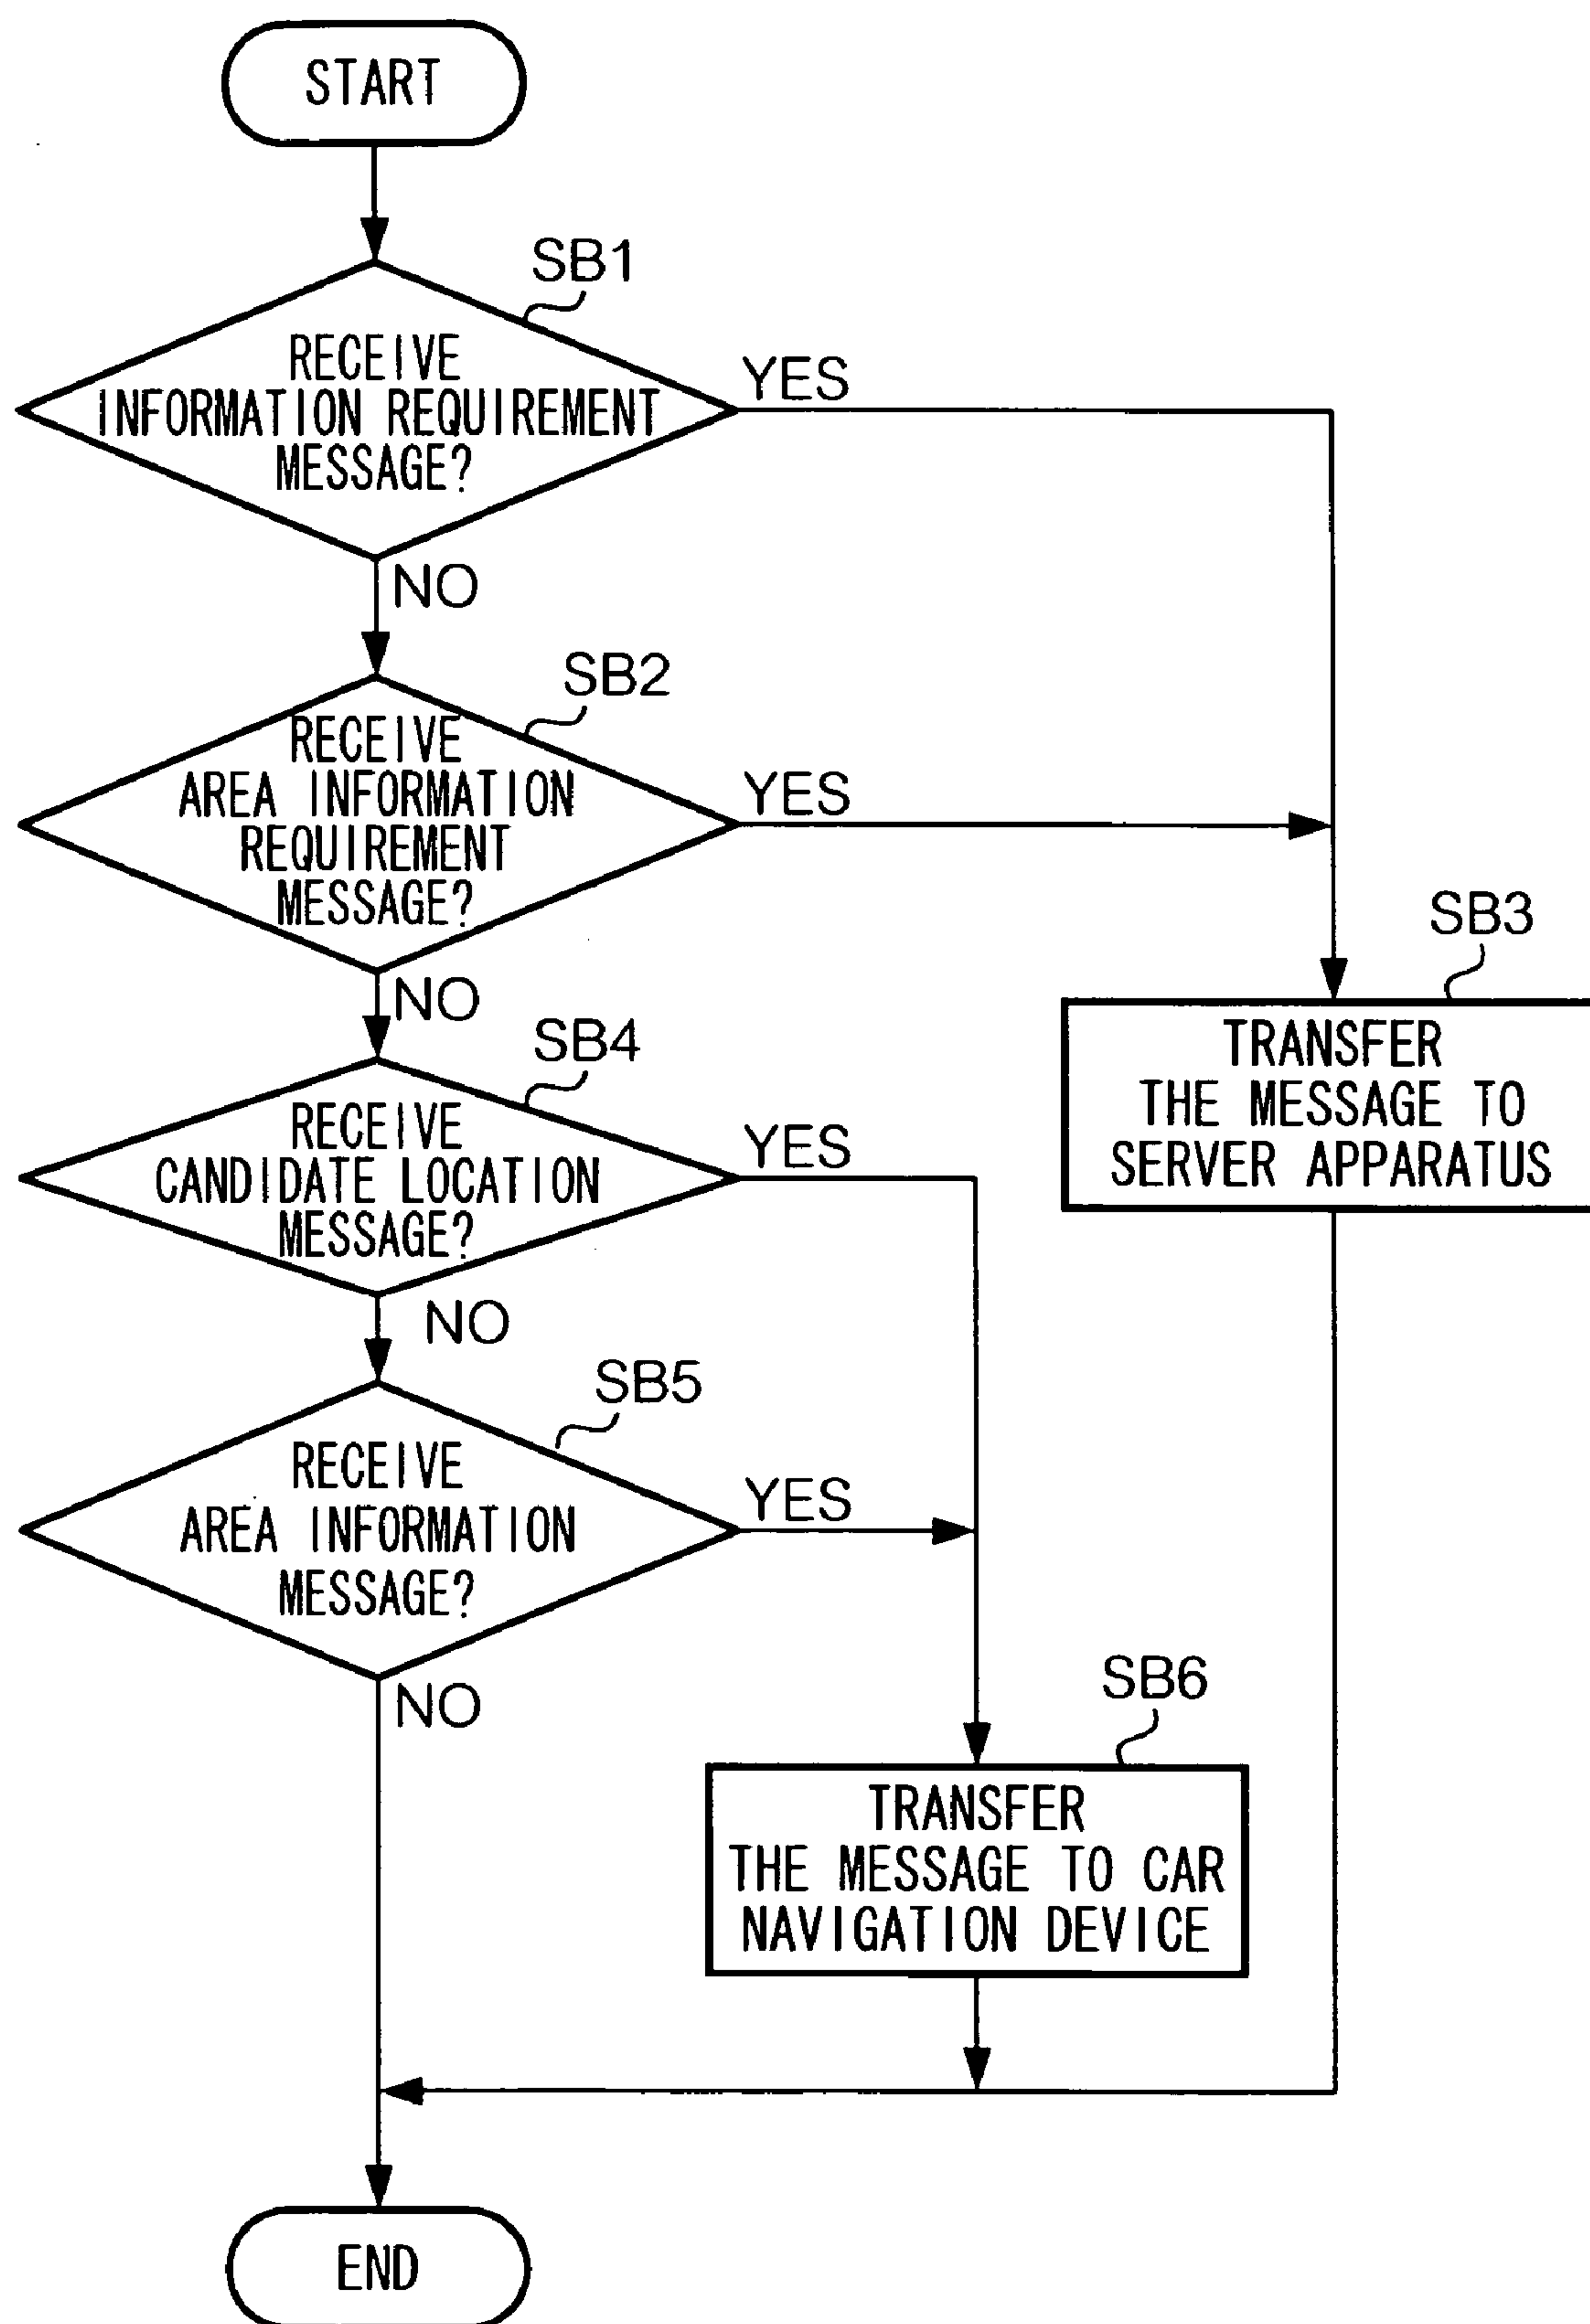 START
SB1
RECEIVE
INFORMATION REQUIREMENT
MESSAGE?
YES
NO
SB2
RECEIVE
AREA INFORMATION
REQUIREMENT
MESSAGE?
YES
NO
SB3
TRANSFER
THE MESSAGE TO
SERVER APPARATUS
SB4
RECEIVE
CANDIDATE LOCATION
MESSAGE?
YES
NO
SB5
RECEIVE
AREA INFORMATION
MESSAGE?
YES
NO
SB6
TRANSFER
THE MESSAGE TO CAR
NAVIGATION DEVICE
END